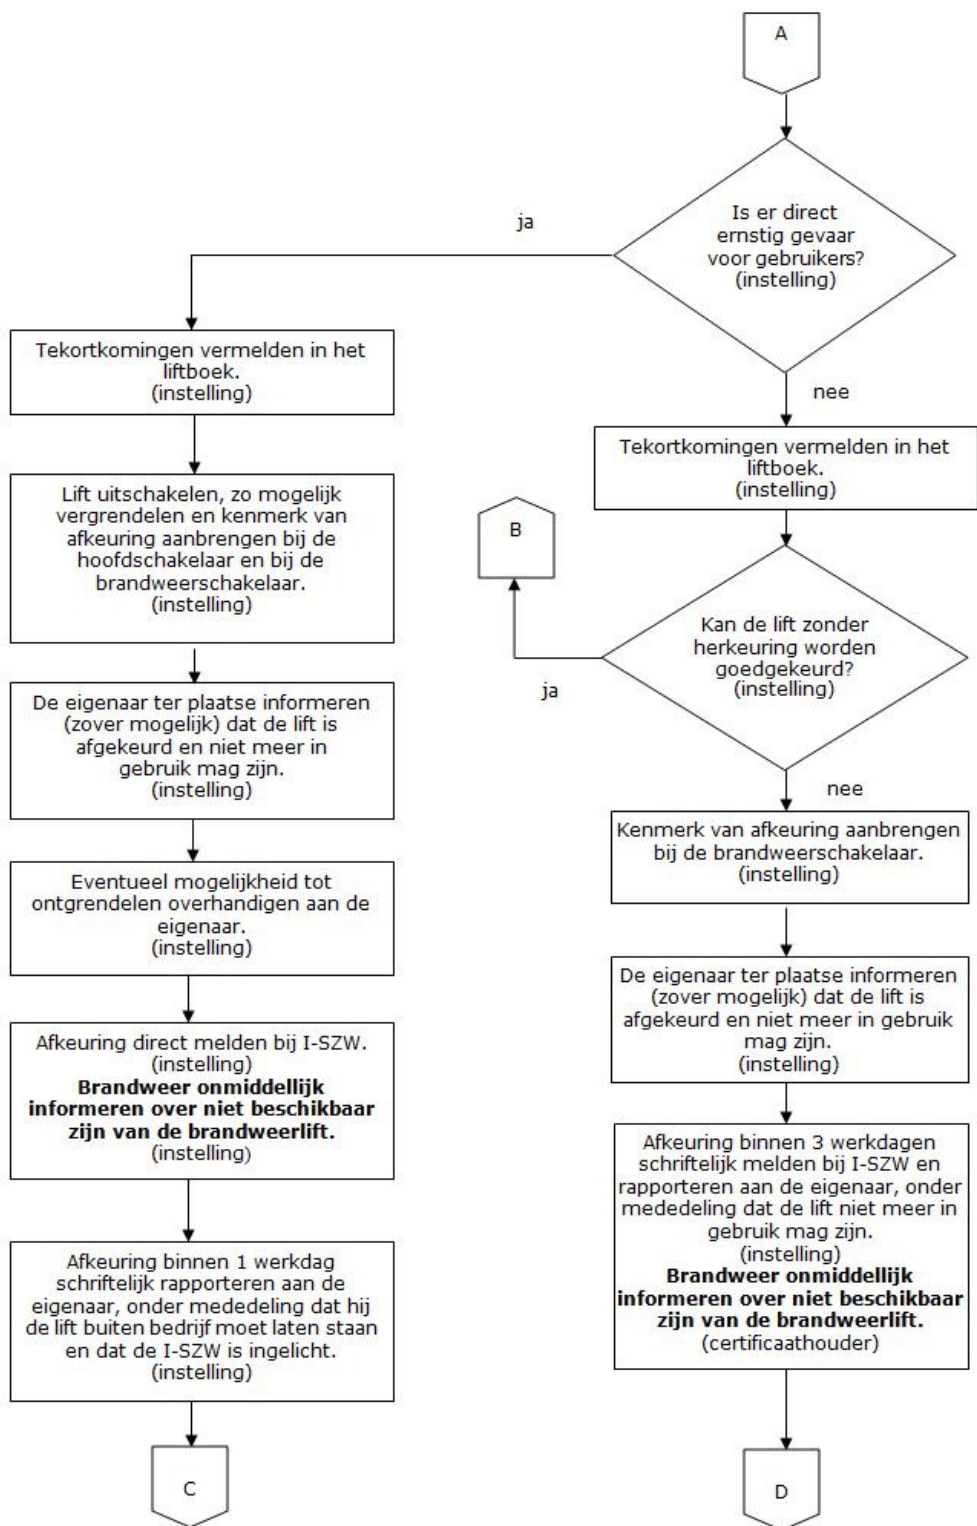 A
Is er direct
ernstig gevaar
voor gebruikers?
(instelling)
ja
nee
Tekortkomingen vermelden in het
liftboek.
(instelling)
Lift uitschakelen, zo mogelijk
vergrendelen en kenmerk van
afkeuring aanbrengen bij de
hoofdschakelaar en bij de
brandweerschakelaar.
(instelling)
De eigenaar ter plaatse informeren
(zover mogelijk) dat de lift is
afgekeurd en niet meer in
gebruik mag zijn.
(instelling)
Eventueel mogelijkheid tot
ontgrendelen overhandigen aan de
eigenaar.
(instelling)
Afkeuring direct melden bij I-SZW.
(instelling)
Brandweer onmiddellijk
informeren over niet beschikbaar
zijn van de brandweerlift.
(instelling)
Afkeuring binnen 1 werkdag
schriftelijk rapporteren aan de
eigenaar, onder mededeling dat hij
de lift buiten bedrijf moet laten staan
en dat de I-SZW is ingelicht.
(instelling)
C
Tekortkomingen vermelden in het
liftboek.
(instelling)
B
Kan de lift zonder
herkeuring worden
goedgekeurd?
(instelling)
ja
nee
Kenmerk van afkeuring aanbrengen
bij de brandweerschakelaar.
(instelling)
De eigenaar ter plaatse informeren
(zover mogelijk) dat de lift is
afgekeurd en niet meer in gebruik
mag zijn.
(instelling)
Afkeuring binnen 3 werkdagen
schriftelijk melden bij I-SZW en
rapporteren aan de eigenaar, onder
mededeling dat de lift niet meer in
gebruik mag zijn.
(instelling)
Brandweer onmiddellijk
informeren over niet beschikbaar
zijn van de brandweerlift.
(certificaathouder)
D